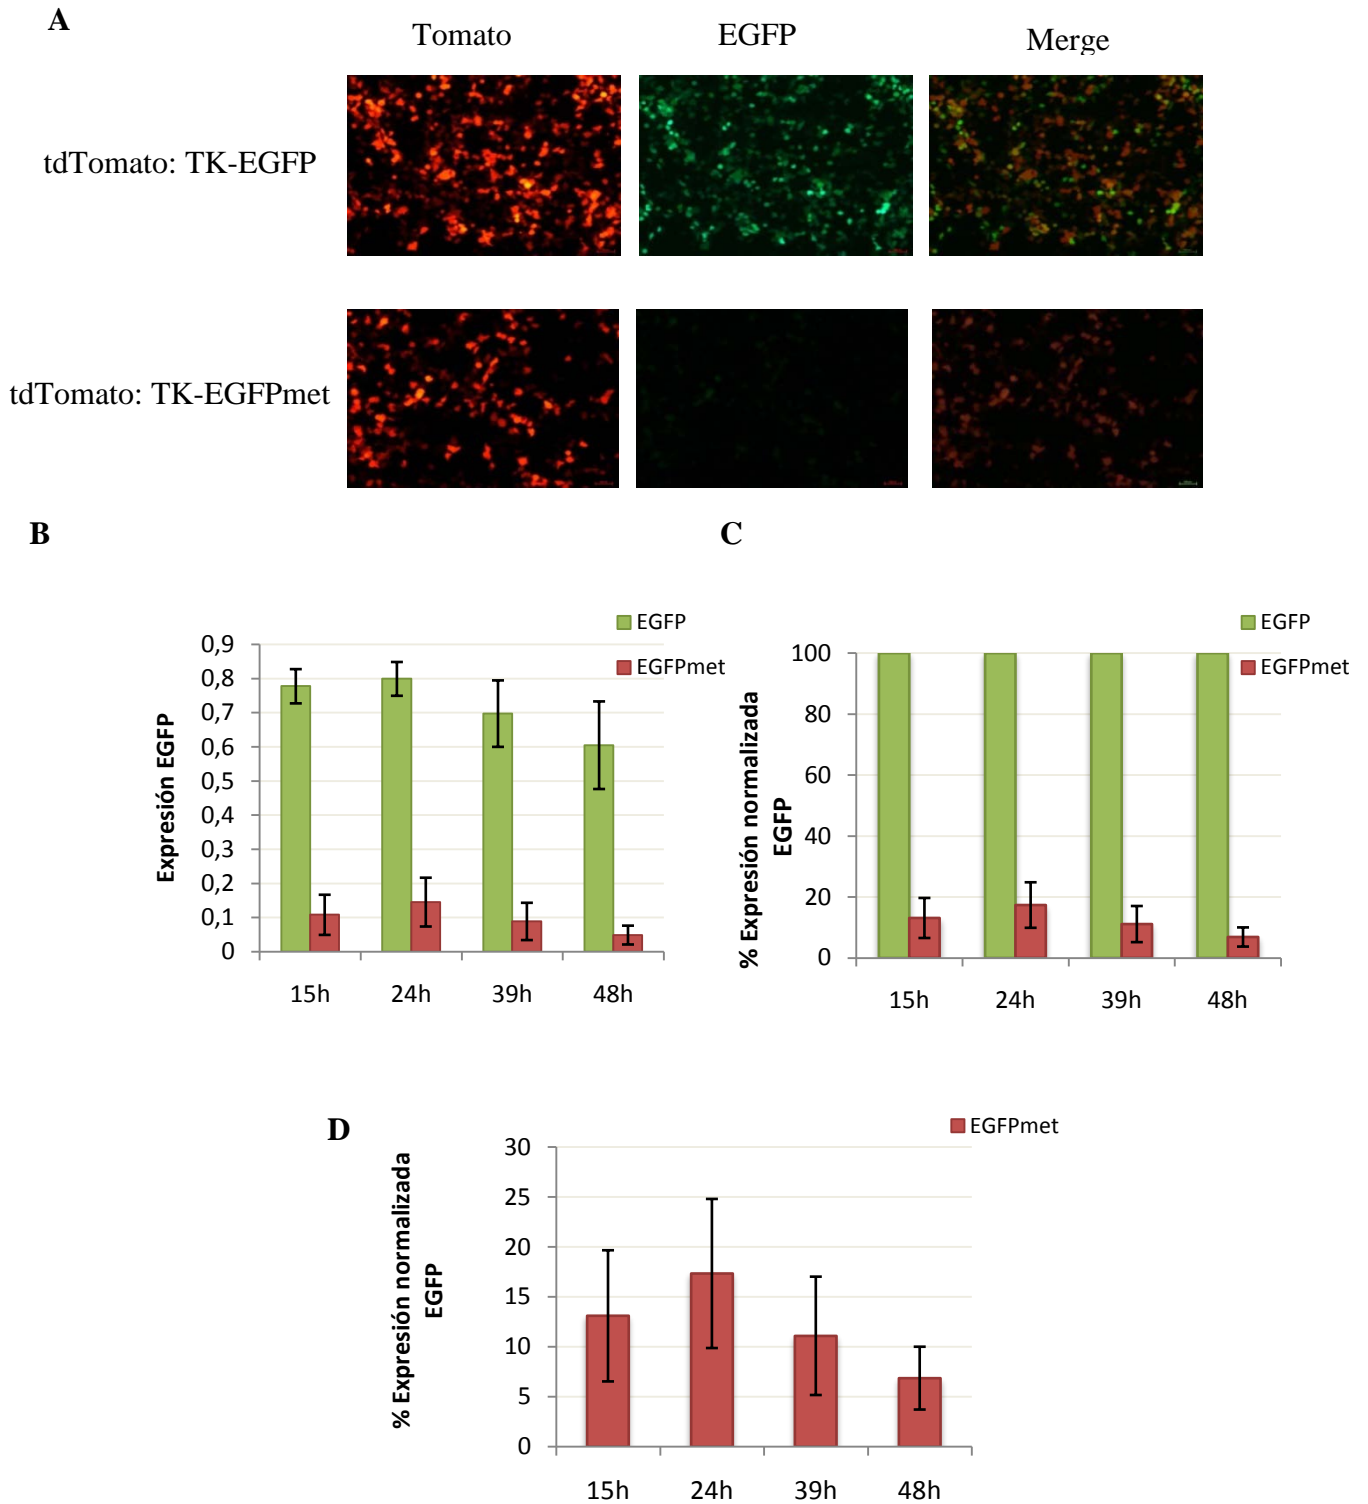 A
Tomato
EGFP
Merge
tdTomato: TK-EGFP
tdTomato: TK-EGFPmet
B
C
EGFP
EGFPmet
0,9
0,8
0,7
0,6
0,5
0,4
0,3
0,2
0,1
0
Expresión EGFP
15h
24h
39h
48h
EGFP
EGFPmet
100
80
60
40
20
0
% Expresión normalizada
EGFP
15h
24h
39h
48h
D
EGFPmet
30
25
20
15
10
5
0
% Expresión normalizada
EGFP
15h
24h
39h
48h